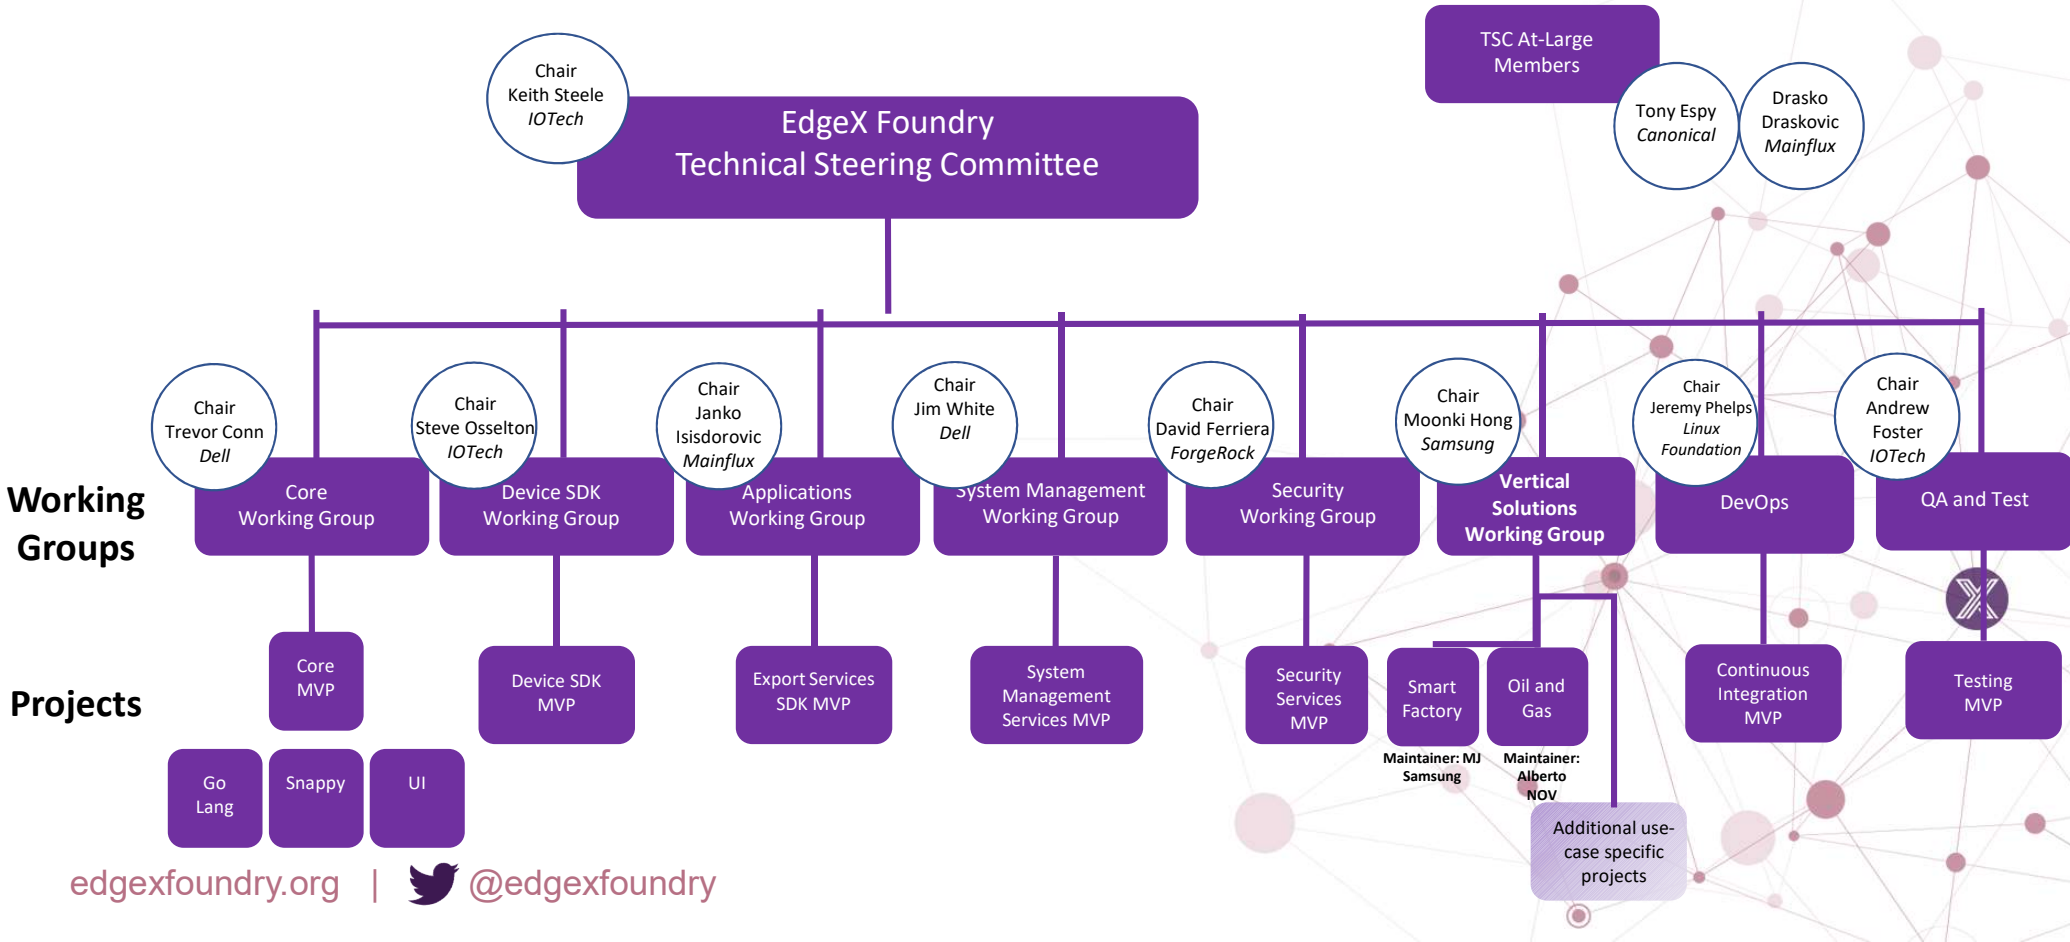 TSC At-Large
Members
Chair
Keith Steele
IOTech
EdgeX Foundry
Technical Steering Committee
Tony Espy
Canonical
Drasko
Draskovic
Mainflux
Working
Groups
Chair
Trevor Conn
Dell
Core
Working Group
Chair
Steve Osselton
IOTech
Device SDK
Working Group
Chair
Janko
Isisdorovic
Mainflux
Applications
Working Group
Chair
Jim White
Dell
System Management
Working Group
Chair
David Ferriera
ForgeRock
Security
Working Group
Chair
Moonki Hong
Samsung
Vertical
Solutions
Working Group
Chair
Jeremy Phelps
Linux
Foundation
DevOps
Chair
Andrew
Foster
IOTech
QA and Test
Projects
Core
MVP
Device SDK
MVP
Export Services
SDK MVP
System
Management
Services MVP
Security
Services
MVP
Smart
Factory
Oil and
Gas
Continuous
Integration
MVP
Testing
MVP
Maintainer: MJ
Samsung
Maintainer:
Alberto
NOV
Go
Lang
Snappy
UI
Additional use-
case specific
projects
edgexfoundry.org | @edgexfoundry